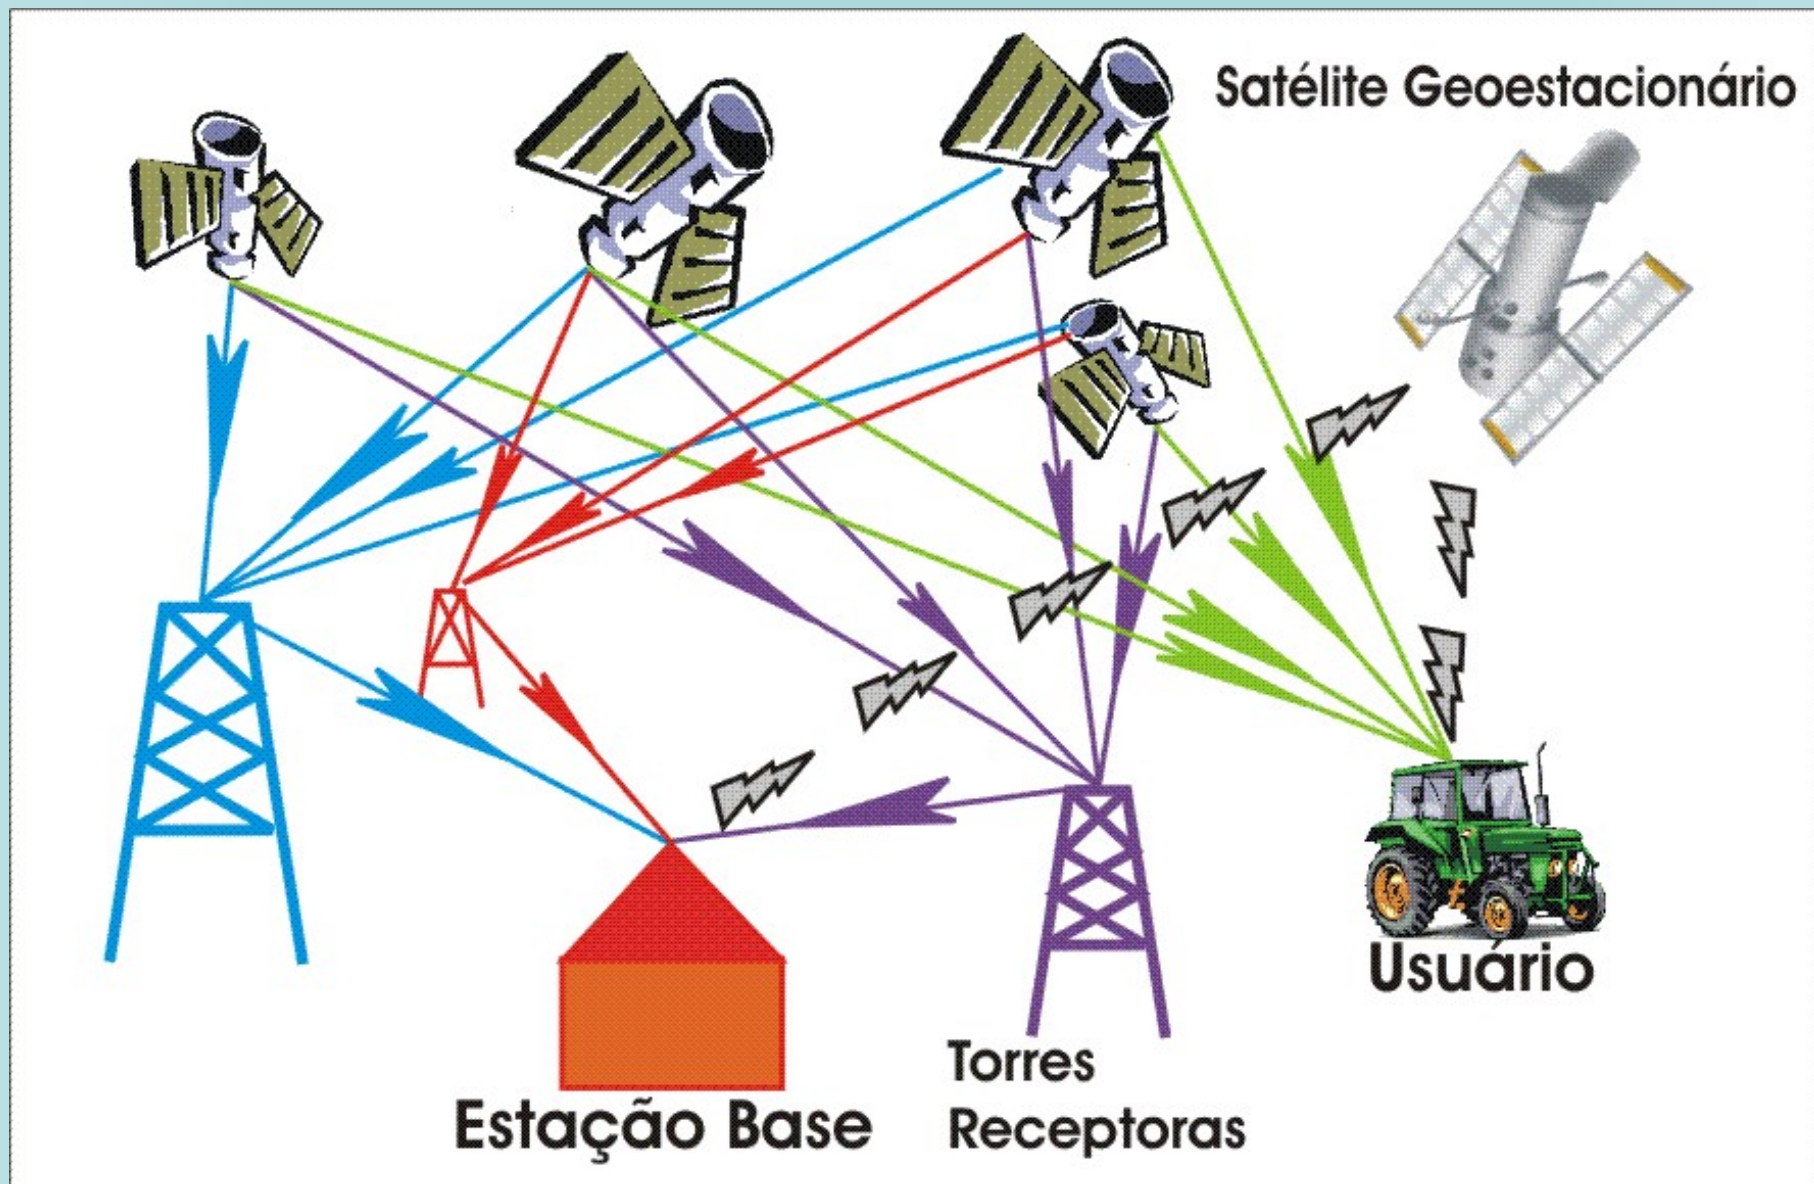 Satélite Geoestacionário
Usuário
Torres
Receptoras
Estação Base